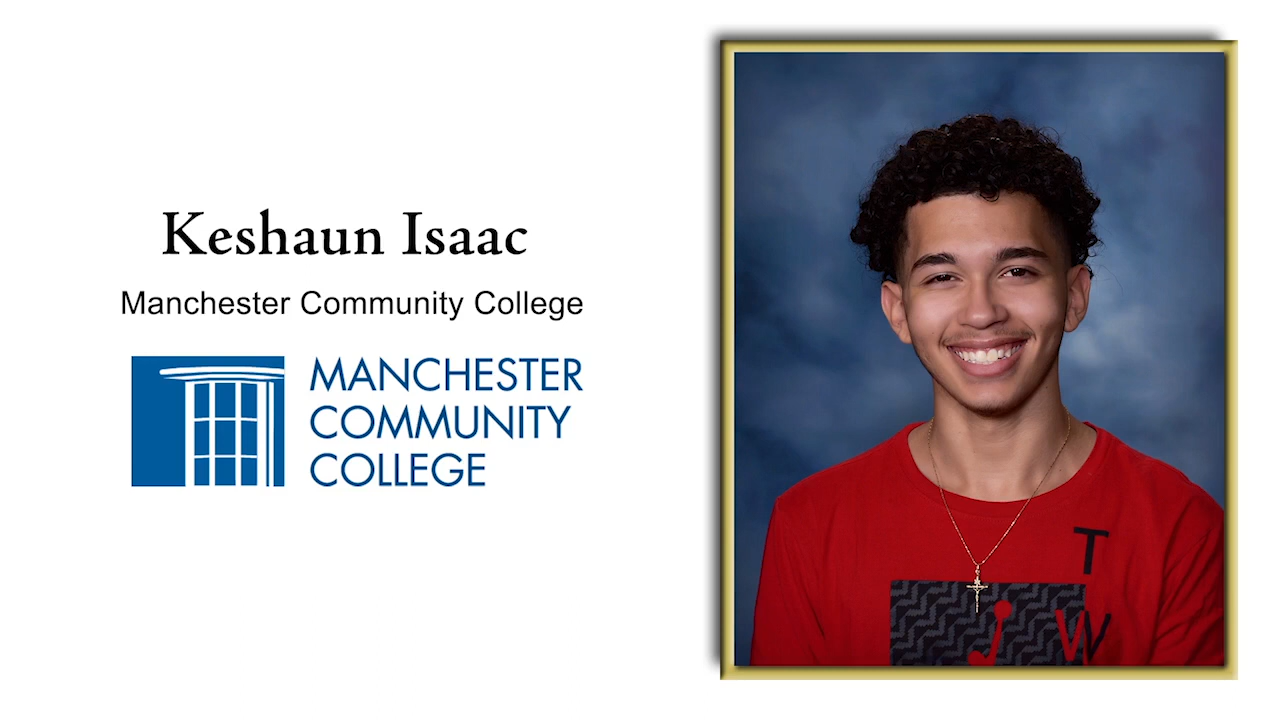 Keshaun Isaac
Manchester Community College
MANCHESTER
COMMUNITY
COLLEGE
T
W